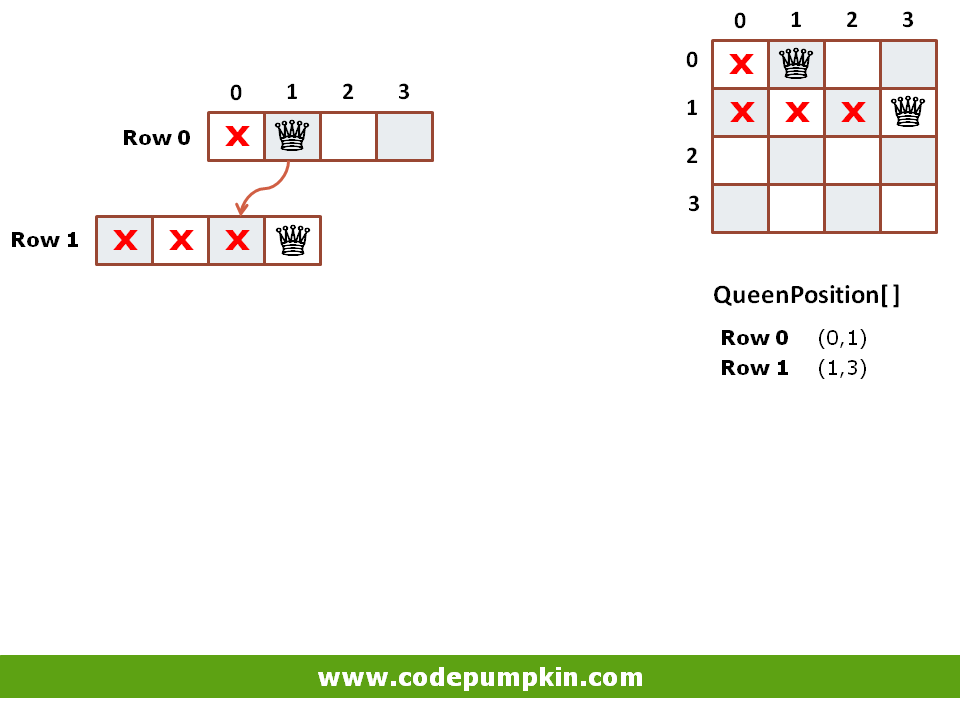 0 1 2 3
Row 0 X
Row 1 X X X
0 1 2 3
0 X
1 X X X
2
3
QueenPosition[ ]
Row 0 (0,1)
Row 1 (1,3)
www.codepumpkin.com